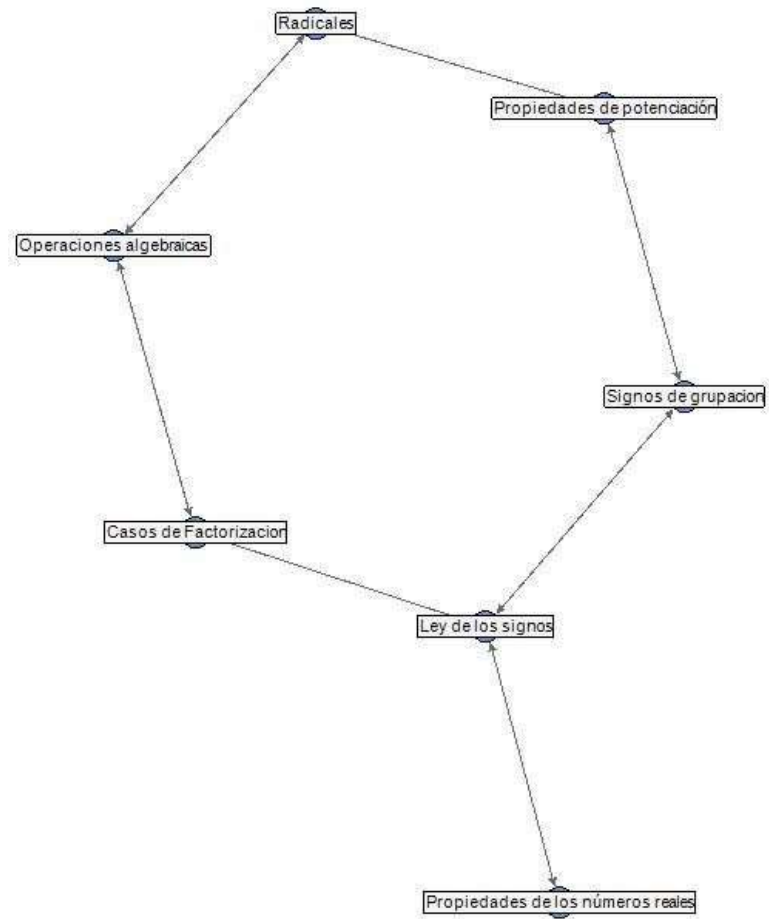 Radicales
Propiedades de potenciación
Operaciones algebraicas
Signos de grupacion
Casos de Factorizacion
Ley de los signos
Propiedades de los números reales